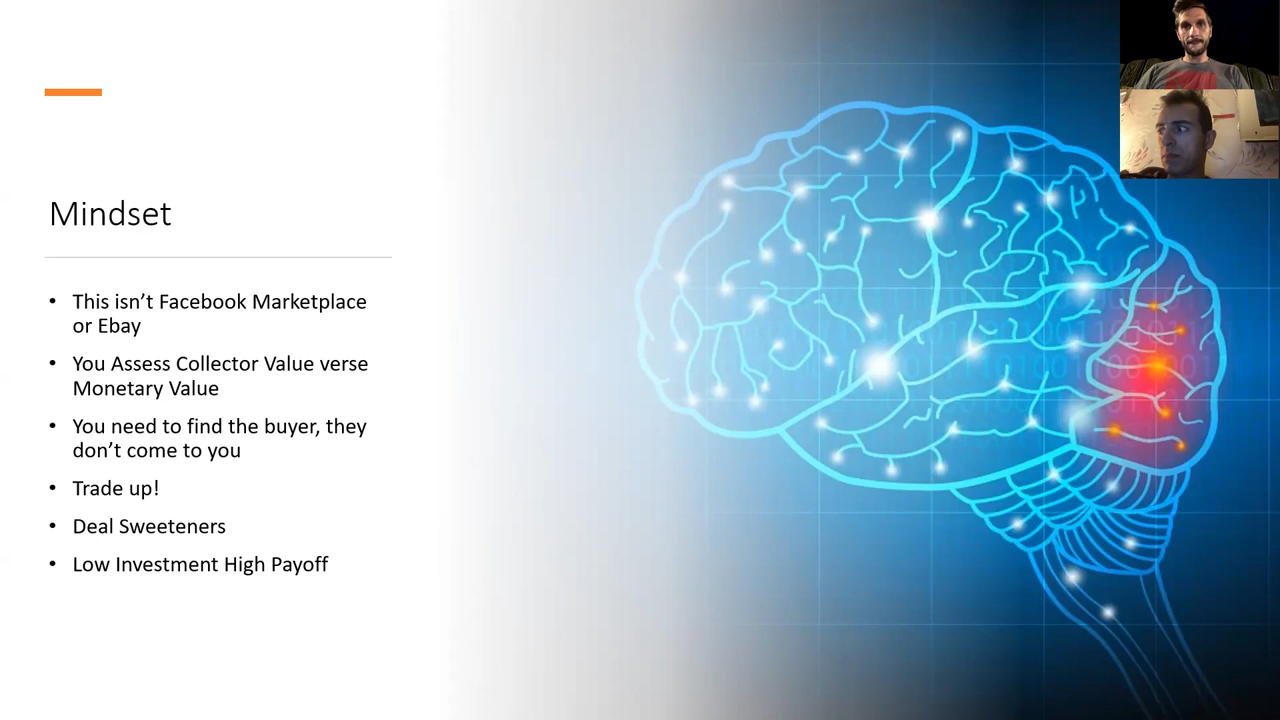 Mindset
• This isn’t Facebook Marketplace
or Ebay
• You Assess Collector Value verse
Monetary Value
• You need to find the buyer, they
don’t come to you
• Trade up!
• Deal Sweeteners
• Low Investment High Payoff